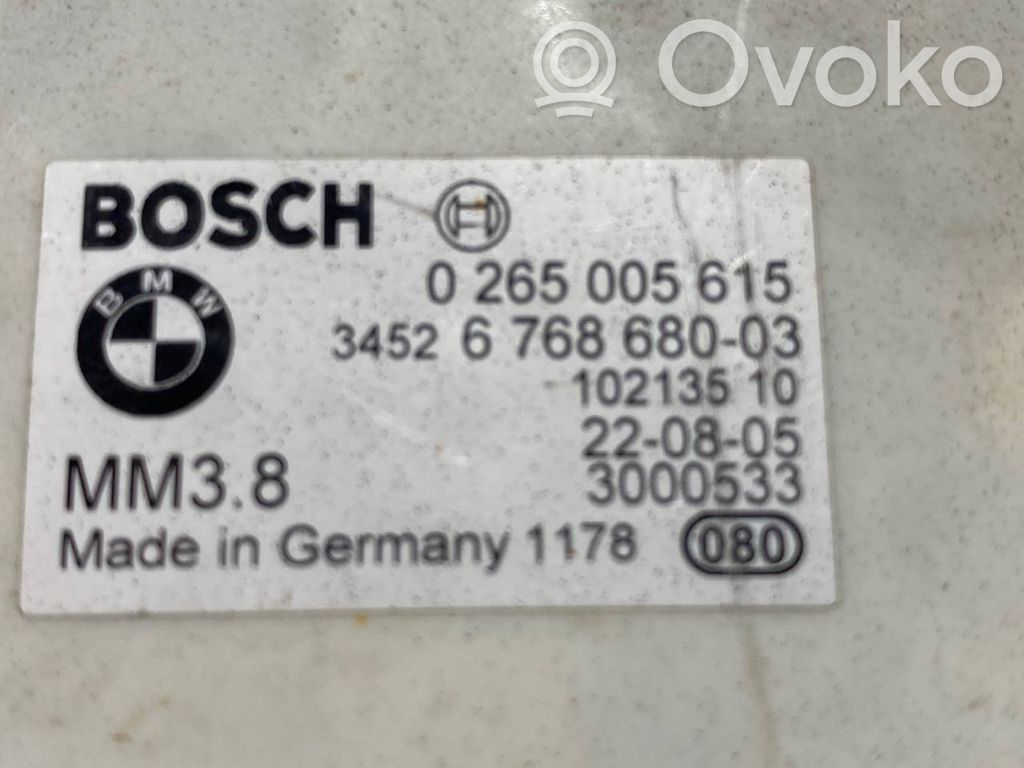 Ovoko
BOSCH
BMW
0 265 005 615
3452 6 768 680-03
102135 10
22-08-05
MM3.8
3000533
Made in Germany 1178 080